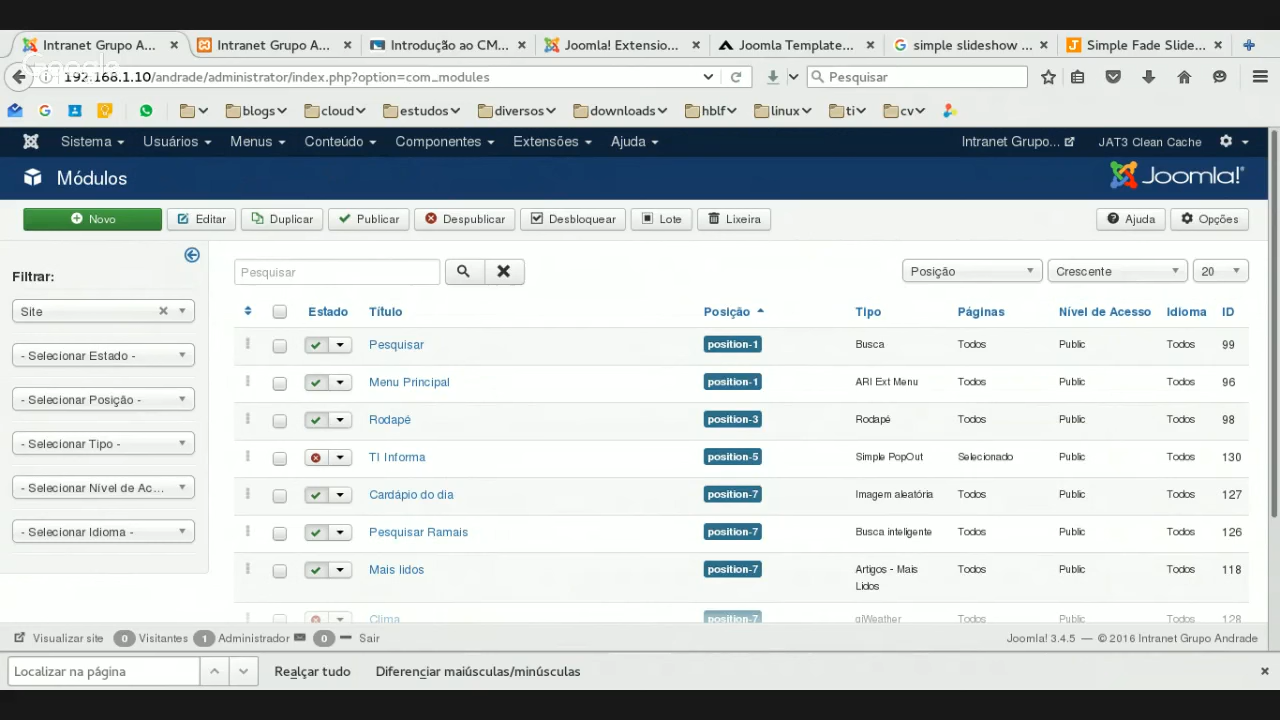 Intranet Grupo A... Intranet Grupo A... Introdução ao CM... Joomla! Extensio... Joomla Template... simple slideshow ... Simple Fade Slide...
Google
192.168.1.10/andrade/administrator/index.php?option=com_modules Pesquisar
blogs cloud estudos diversos downloads hblf linux ti cv
Sistema Usuários Menus Conteúdo Componentes Extensões Ajuda Intranet Grupo... JAT3 Clean Cache
Módulos Joomla!
Novo Editar Duplicar Publicar Despublicar Desbloquear Lote Lixeira Ajuda Opções
Filtrar:
Site
- Selecionar Estado -
- Selecionar Posição -
- Selecionar Tipo -
- Selecionar Nível de Ac...
- Selecionar Idioma -
Pesquisar Posição Crescente 20
Estado Título Posição Tipo Páginas Nível de Acesso Idioma ID
Pesquisar position-1 Busca Todos Public Todos 99
Menu Principal position-1 ARI Ext Menu Todos Public Todos 96
Rodapé position-3 Rodapé Todos Public Todos 98
TI Informa position-5 Simple PopOut Selecionado Public Todos 130
Cardápio do dia position-7 Imagem aleatória Todos Public Todos 127
Pesquisar Ramais position-7 Busca inteligente Todos Public Todos 126
Mais lidos position-7 Artigos - Mais Lidos Todos Public Todos 118
Clima position-7 giWeather Todos Public Todos 128
Visualizar site 0 Visitantes 1 Administrador 0 Sair Joomla! 3.4.5 — © 2016 Intranet Grupo Andrade
Localizar na página Realçar tudo Diferenciar maiúsculas/minúsculas